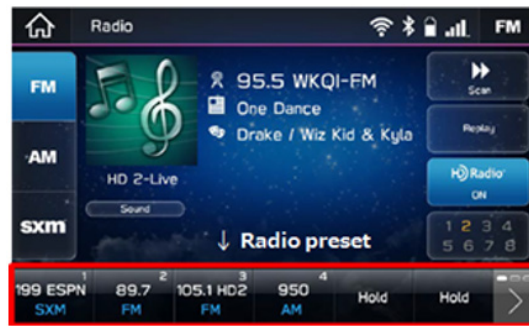 Radio
FM
FM
95.5 WKQI-FM
One Dance
Drake / Wiz Kid & Kyla
HD 2-Live
Sound
Scan
Replay
HD Radio
ON
AM
sxm
1 2 3 4
5 6 7 8
↓ Radio preset
1
199 ESPN
SXM
2
89.7
FM
3
105.1 HD2
FM
4
950
AM
Hold
Hold